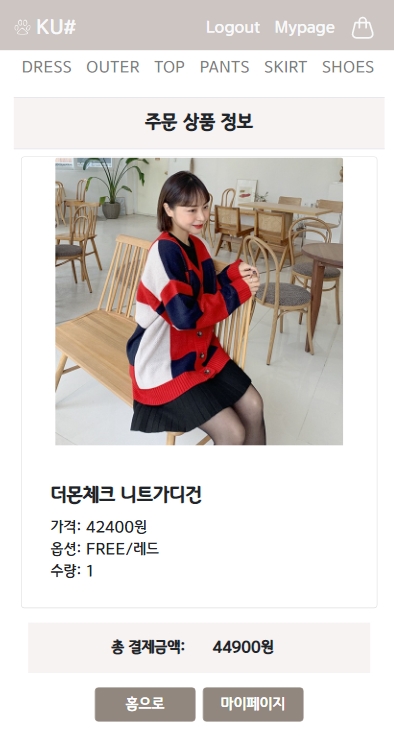 KU# Logout Mypage
DRESS OUTER TOP PANTS SKIRT SHOES
주문 상품 정보
더몬체크 니트가디건
가격: 42400원
옵션: FREE/레드
수량: 1
총 결제금액: 44900원
홈으로 마이페이지